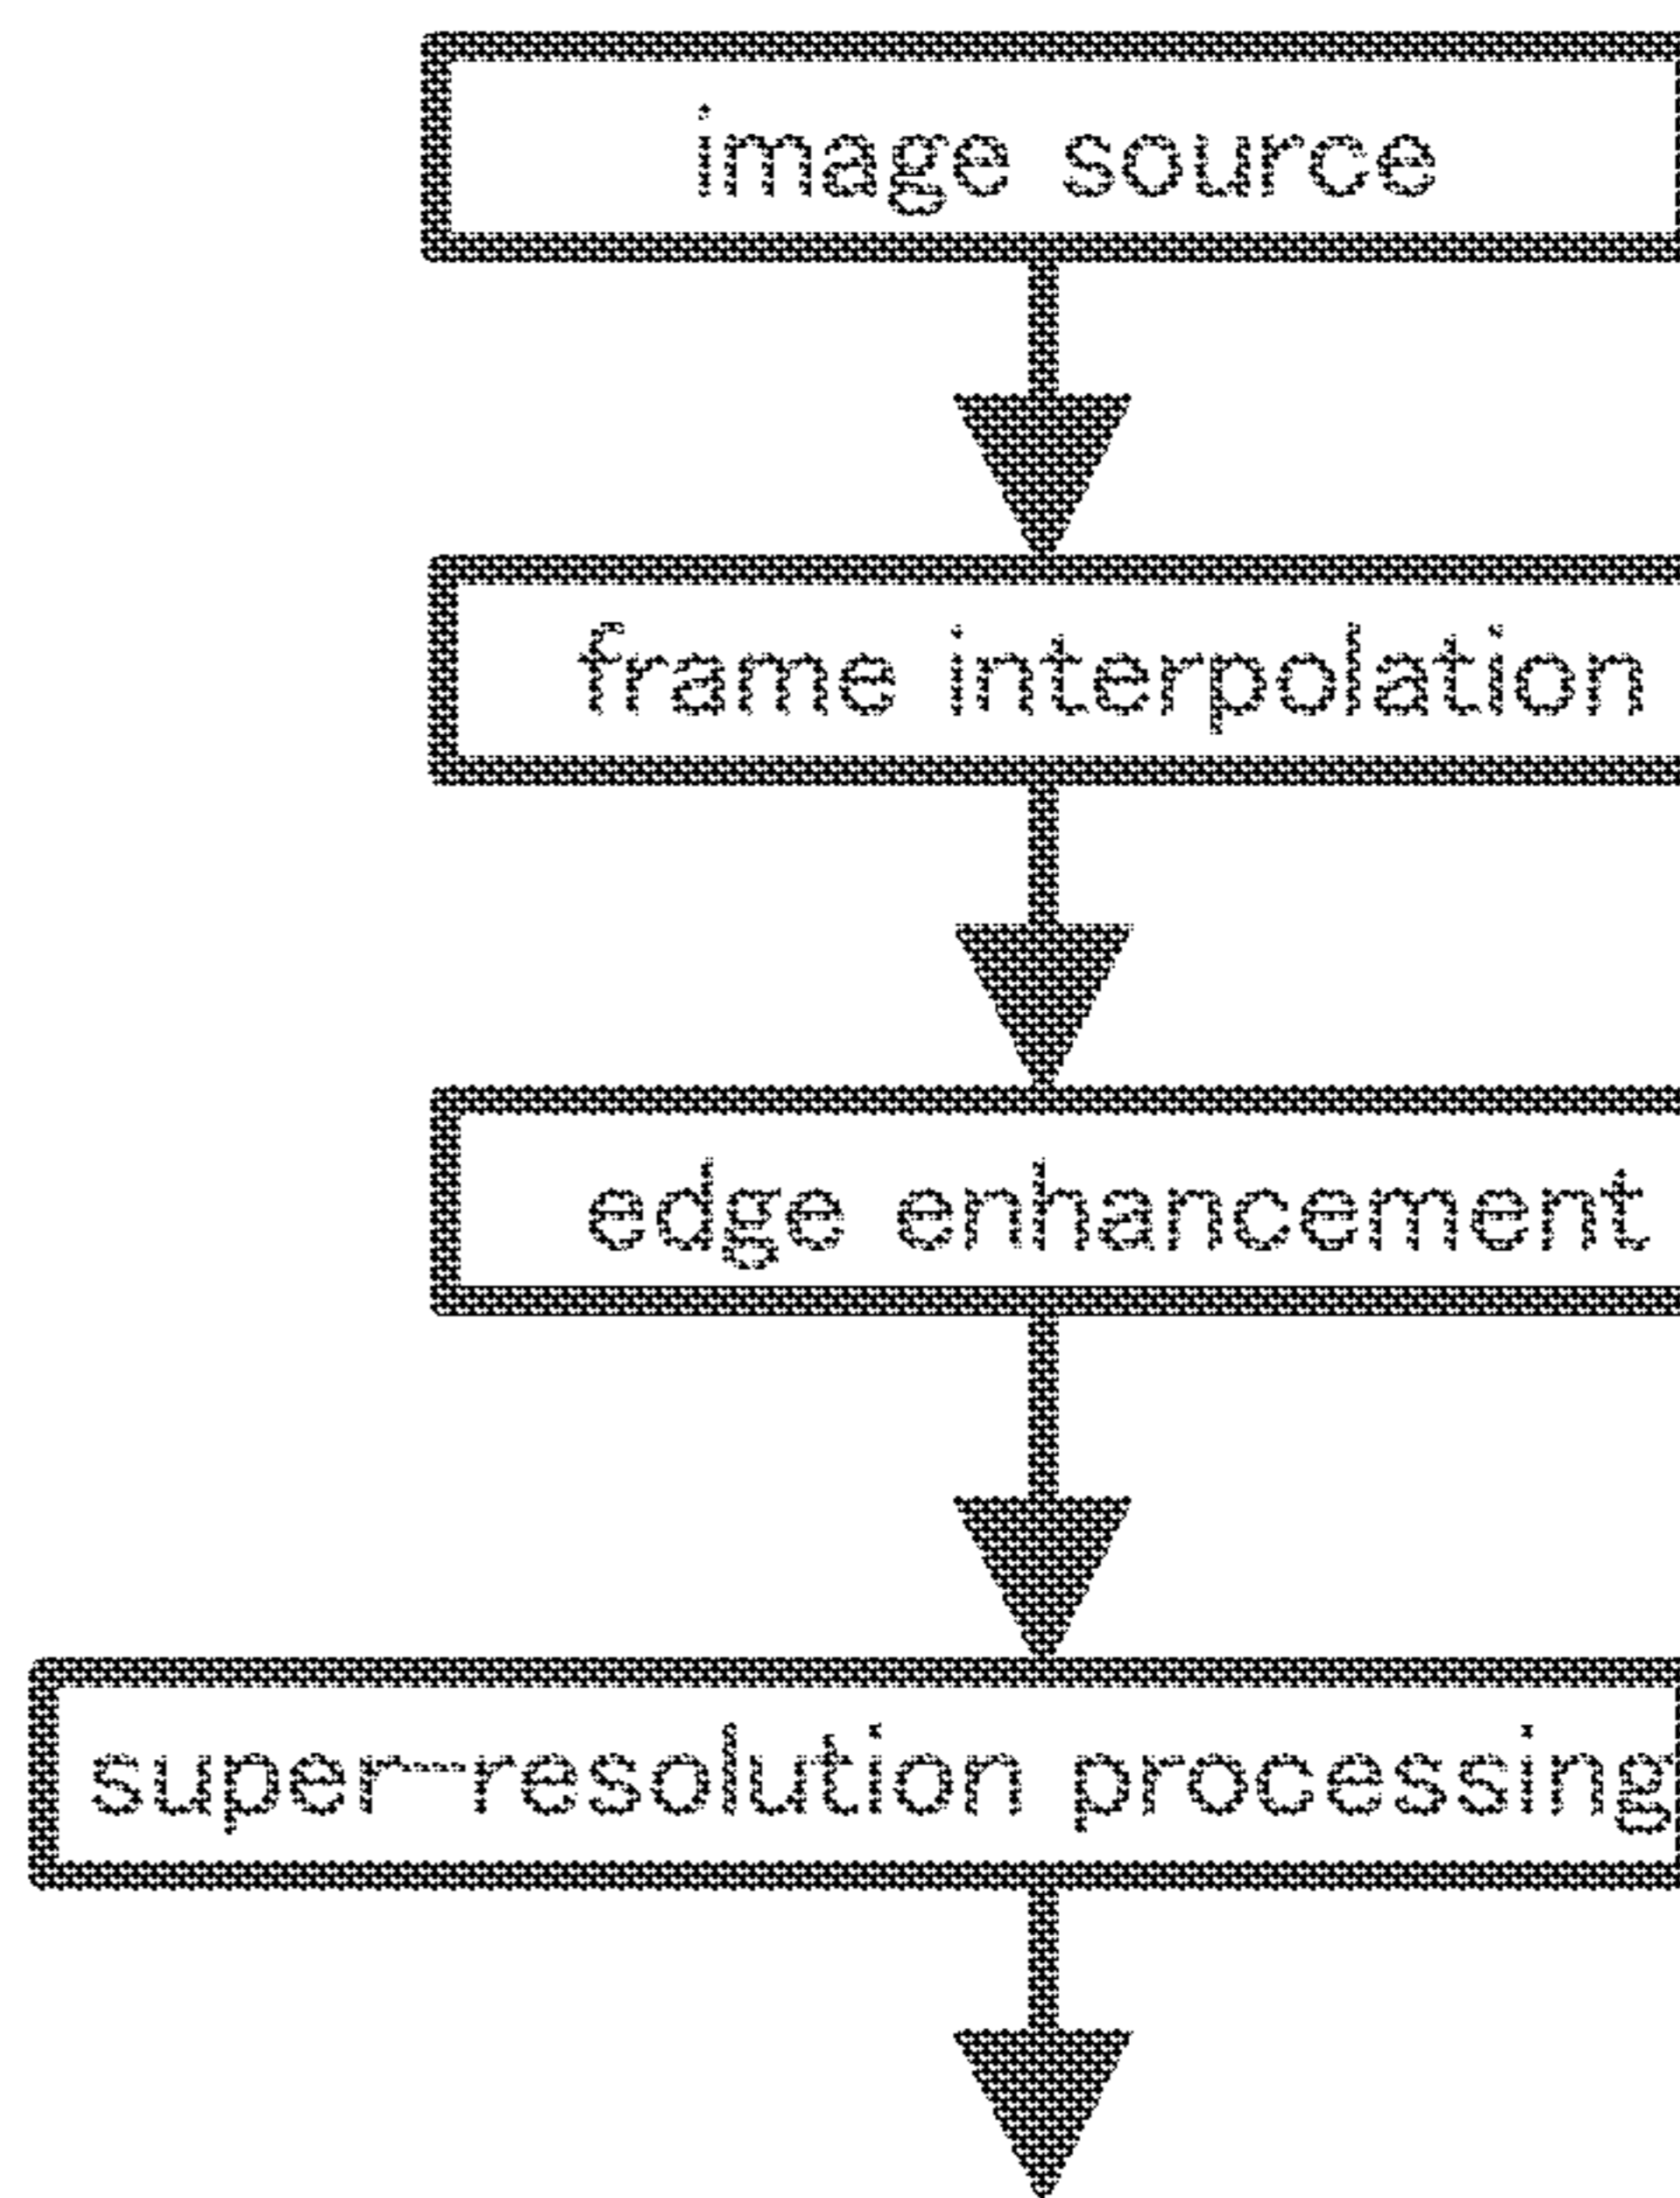 image source
frame interpolation
edge enhancement
super-resolution processing